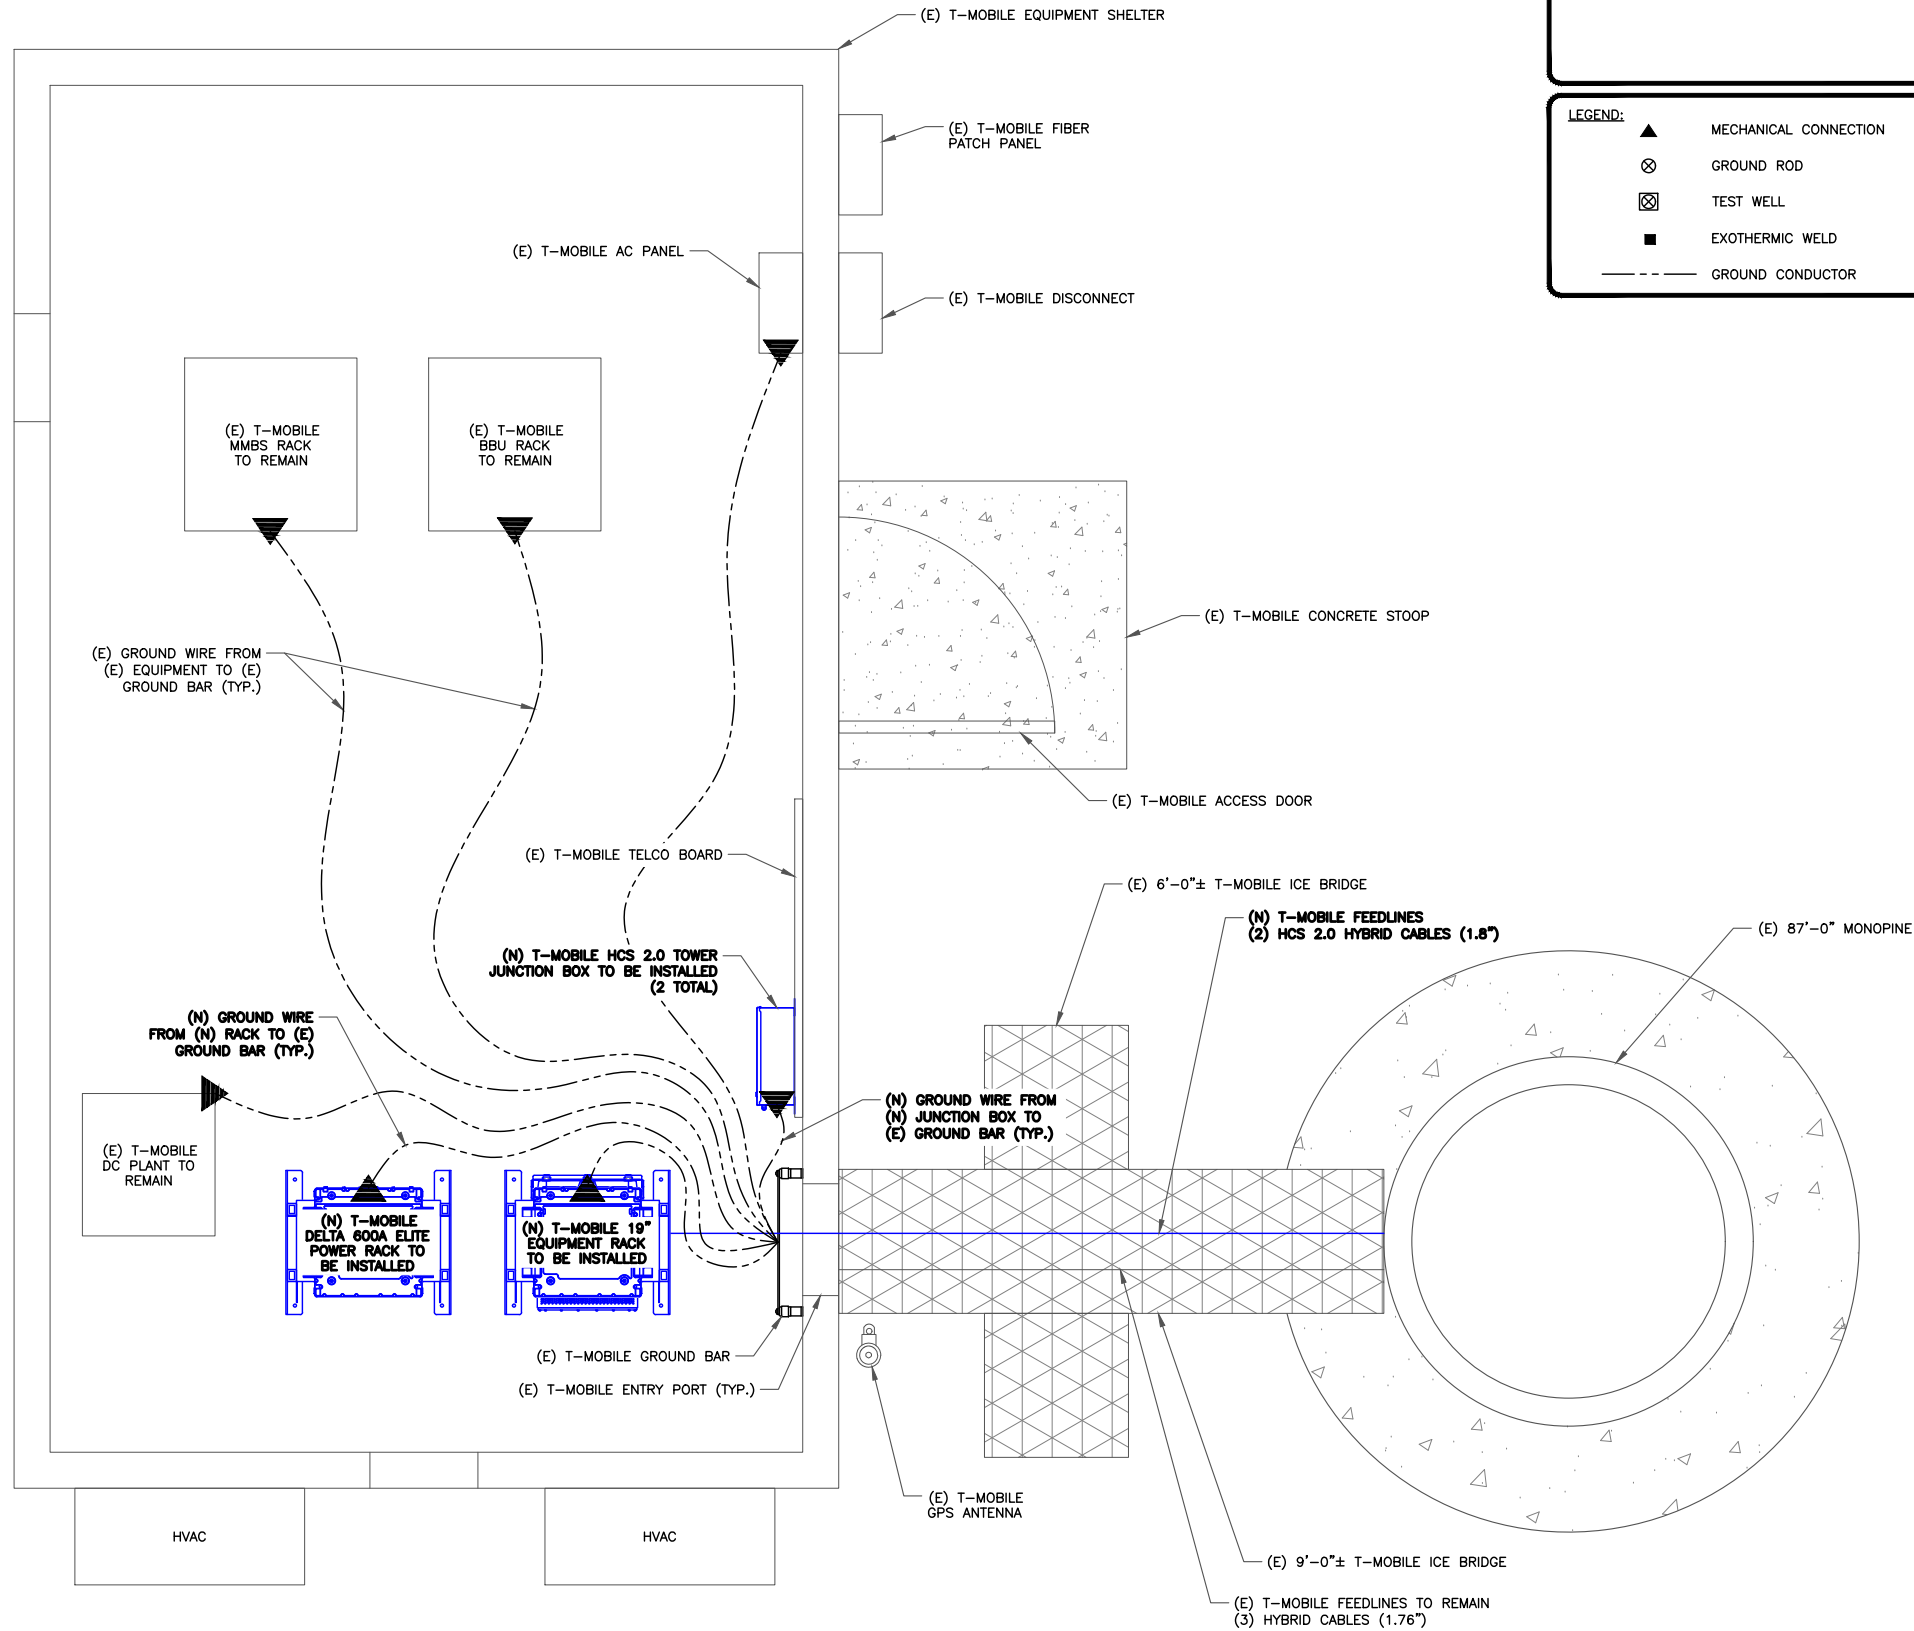 (E) T-MOBILE EQUIPMENT SHELTER
LEGEND:
MECHANICAL CONNECTION
GROUND ROD
TEST WELL
EXOTHERMIC WELD
GROUND CONDUCTOR
(E) T-MOBILE FIBER
PATCH PANEL
(E) T-MOBILE AC PANEL
(E) T-MOBILE DISCONNECT
(E) T-MOBILE
MMBS RACK
TO REMAIN
(E) T-MOBILE
BBU RACK
TO REMAIN
(E) T-MOBILE CONCRETE STOOP
(E) GROUND WIRE FROM
(E) EQUIPMENT TO (E)
GROUND BAR (TYP.)
(E) T-MOBILE ACCESS DOOR
(E) T-MOBILE TELCO BOARD
(E) 6'-0"± T-MOBILE ICE BRIDGE
(N) T-MOBILE FEEDLINES
(2) HCS 2.0 HYBRID CABLES (1.8")
(E) 87'-0" MONOPINE
(N) T-MOBILE HCS 2.0 TOWER
JUNCTION BOX TO BE INSTALLED
(2 TOTAL)
(N) GROUND WIRE
FROM (N) RACK TO (E)
GROUND BAR (TYP.)
(N) GROUND WIRE FROM
(N) JUNCTION BOX TO
(E) GROUND BAR (TYP.)
(E) T-MOBILE
DC PLANT TO
REMAIN
(N) T-MOBILE
DELTA 600A ELITE
POWER RACK TO
BE INSTALLED
(N) T-MOBILE 19"
EQUIPMENT RACK
TO BE INSTALLED
(E) T-MOBILE GROUND BAR
(E) T-MOBILE ENTRY PORT (TYP.)
(E) T-MOBILE
GPS ANTENNA
HVAC
HVAC
(E) 9'-0"± T-MOBILE ICE BRIDGE
(E) T-MOBILE FEEDLINES TO REMAIN
(3) HYBRID CABLES (1.76")